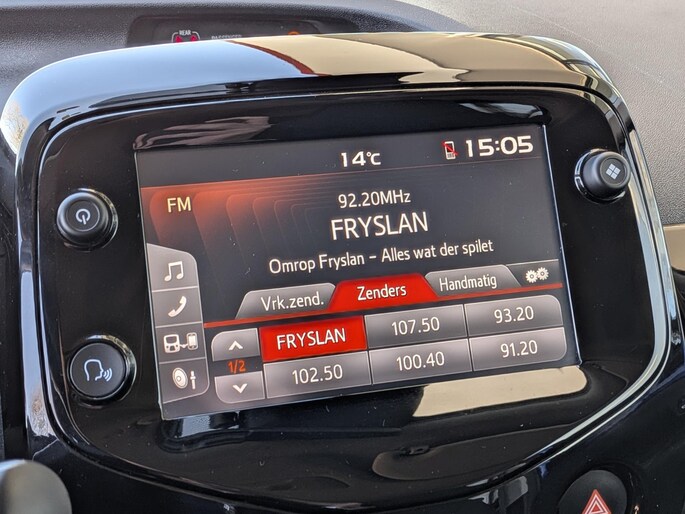 REAR
14°C
15:05
FM
92.20MHz
FRYSLAN
Omrop Fryslan – Alles wat der spilet
Vrk.zend. Zenders Handmatig
FRYSLAN 107.50 93.20
1/2
102.50 100.40 91.20